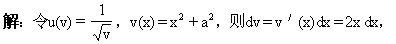 解：令u(v)=1/√v，v(x)=x²+a²，则dv=v′(x)dx=2x dx，